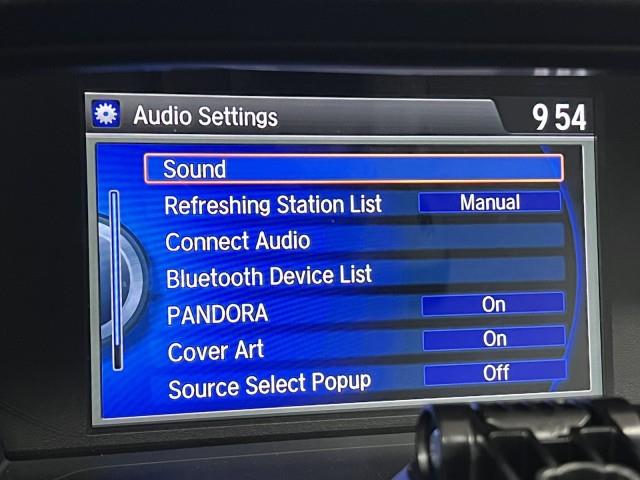 Audio Settings 9 54
Sound
Refreshing Station List Manual
Connect Audio
Bluetooth Device List
PANDORA On
Cover Art On
Source Select Popup Off